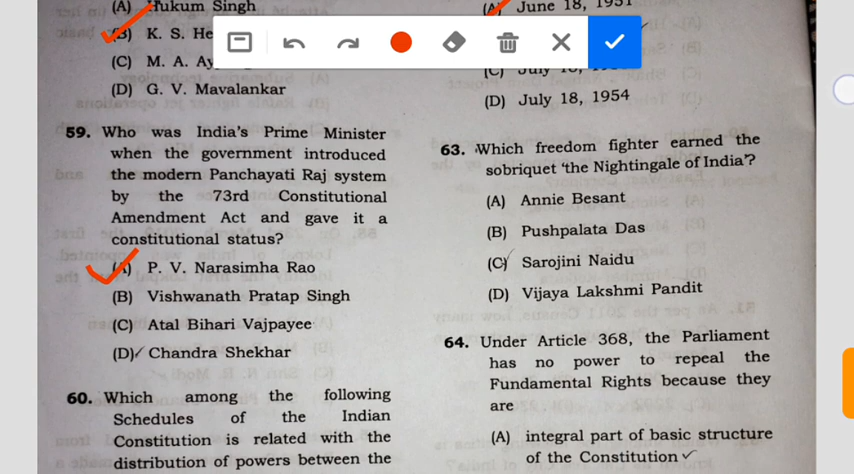 (A) Hukum Singh
(B) K. S. He
(C) M. A. Ay
(D) G. V. Mavalankar
59. Who was India's Prime Minister
when the government introduced
the modern Panchayati Raj system
by the 73rd Constitutional
Amendment Act and gave it a
constitutional status?
(A) P. V. Narasimha Rao
(B) Vishwanath Pratap Singh
(C) Atal Bihari Vajpayee
(D) Chandra Shekhar
60. Which among the following
Schedules of the Indian
Constitution is related with the
distribution of powers between the
(A) June 18, 1951
(C) July
(D) July 18, 1954
63. Which freedom fighter earned the
sobriquet 'the Nightingale of India'?
(A) Annie Besant
(B) Pushpalata Das
(C) Sarojini Naidu
(D) Vijaya Lakshmi Pandit
64. Under Article 368, the Parliament
has no power to repeal the
Fundamental Rights because they
are
(A) integral part of basic structure
of the Constitution